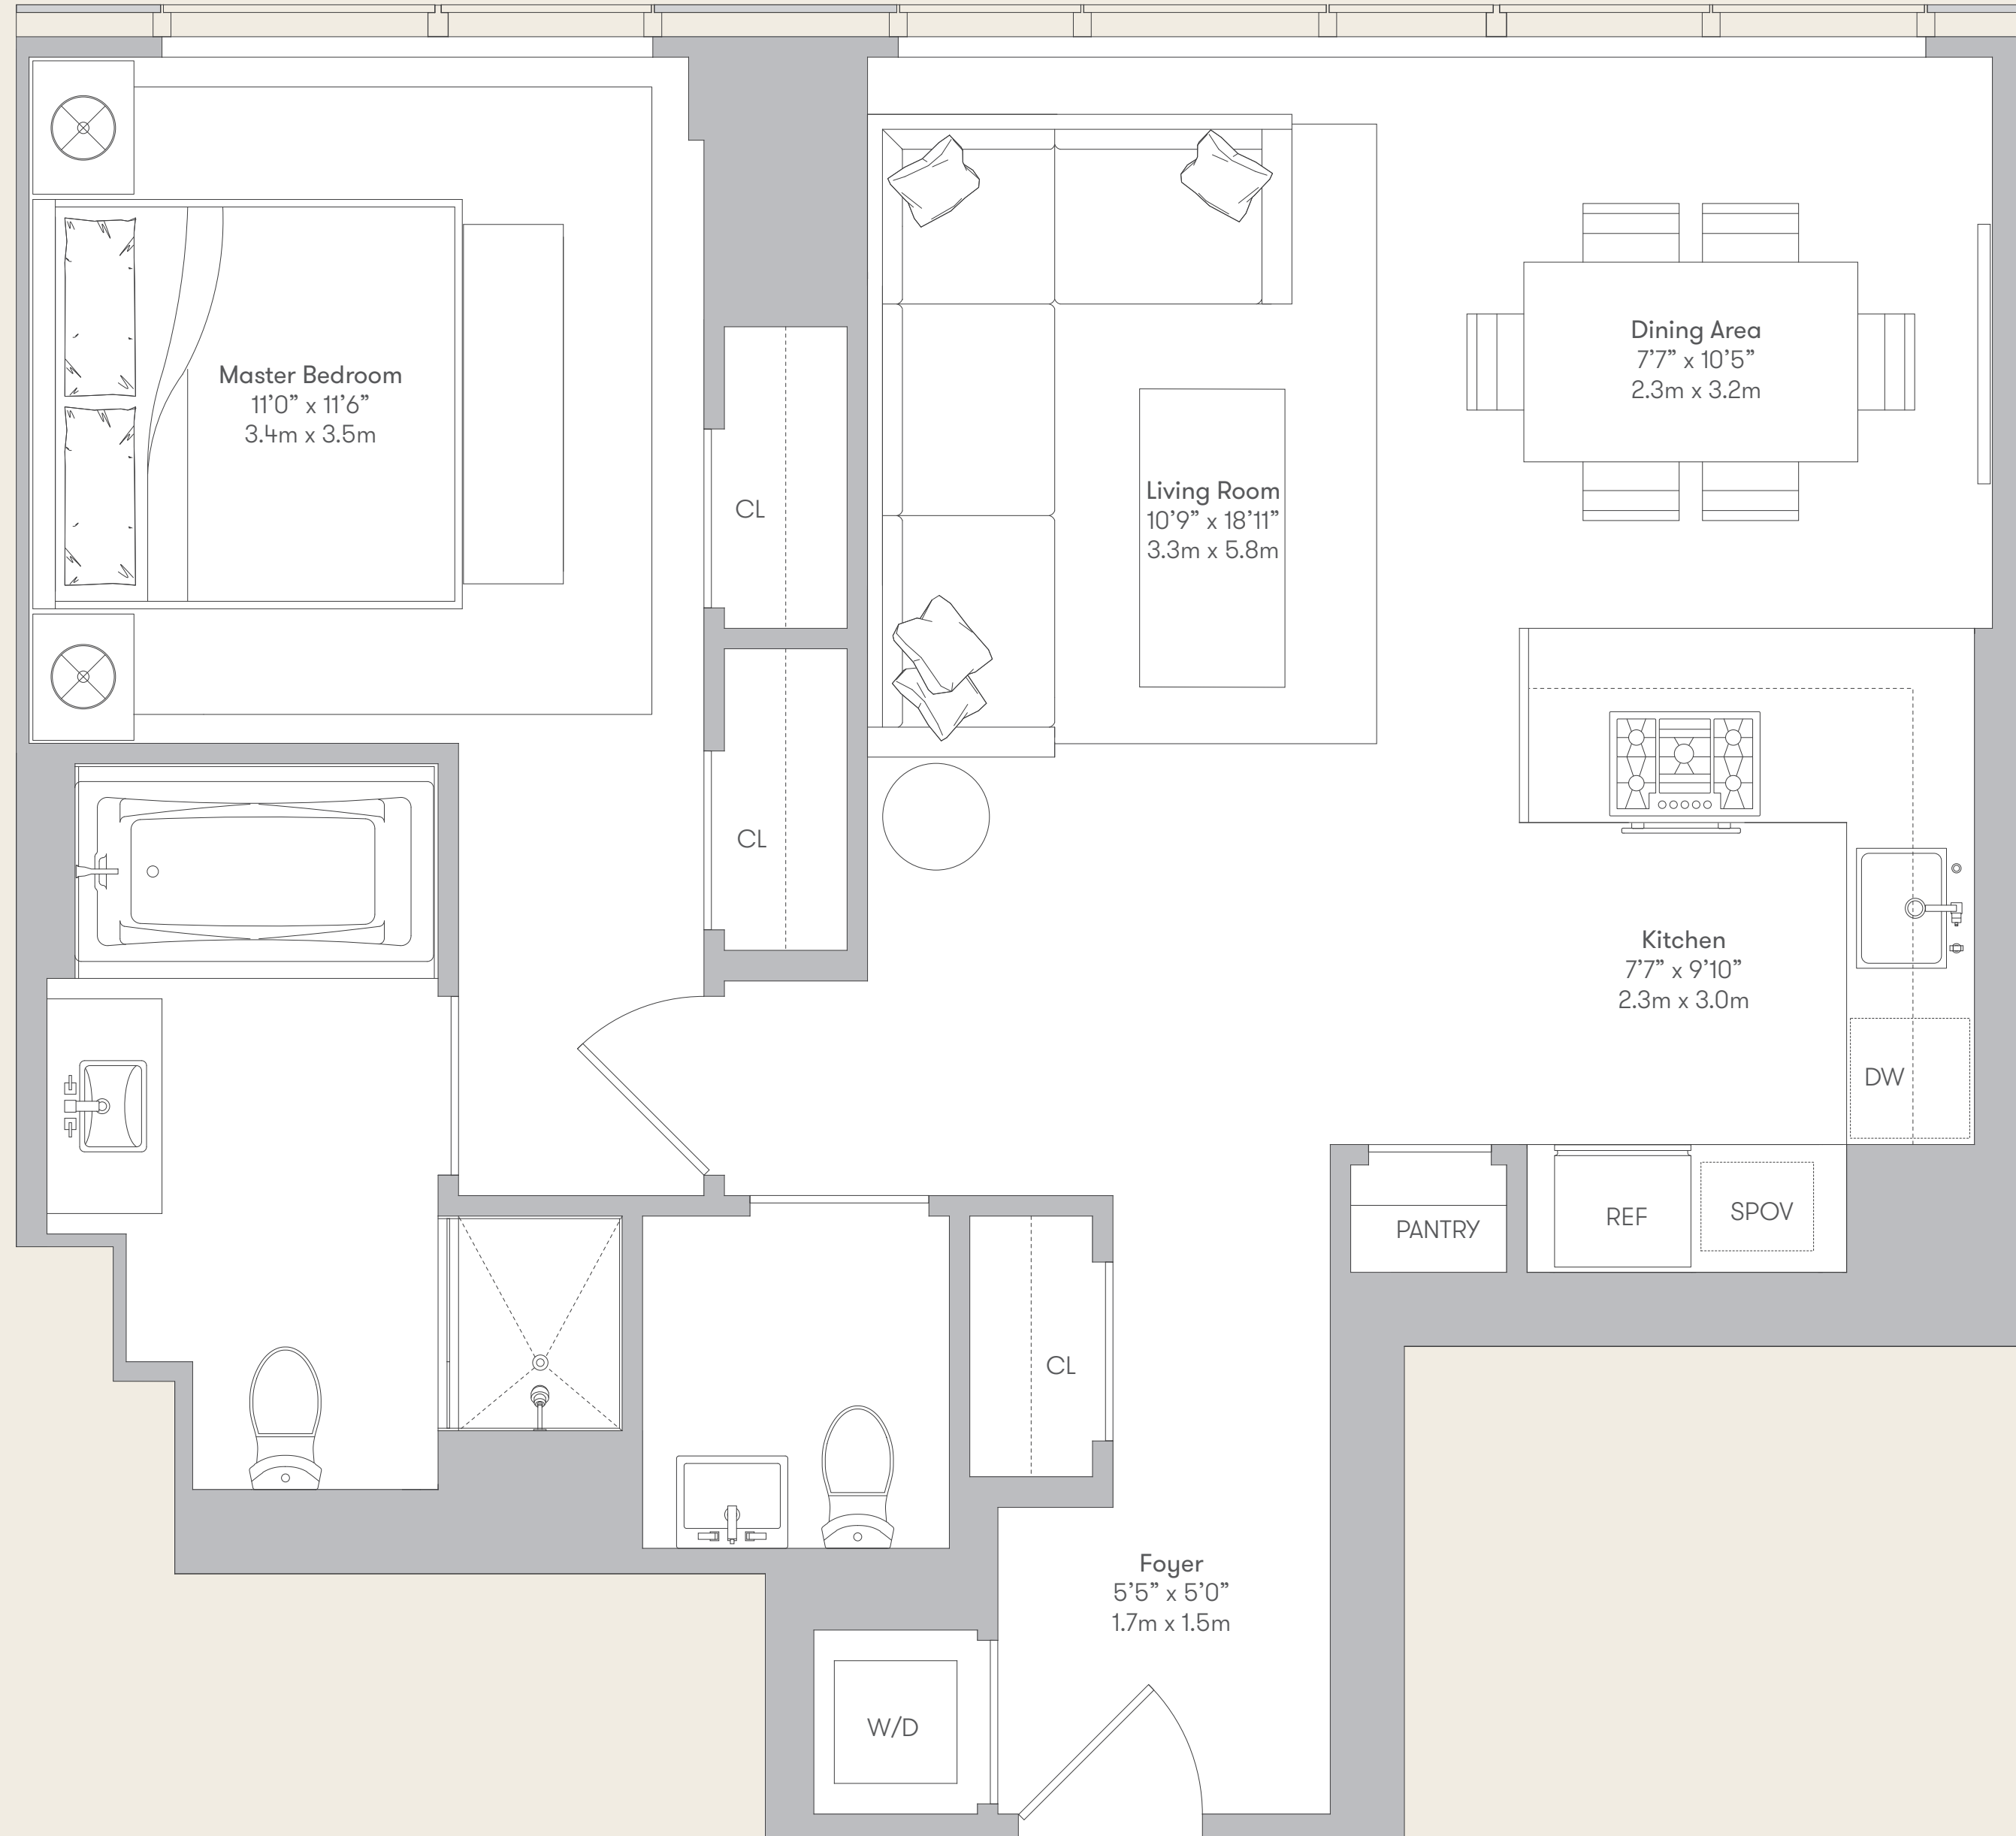 Master Bedroom
11’0” x 11’6”
3.4m x 3.5m
CL
CL
Living Room
10’9” x 18’11”
3.3m x 5.8m
Dining Area
7’7” x 10’5”
2.3m x 3.2m
Kitchen
7’7” x 9’10”
2.3m x 3.0m
DW
PANTRY
REF
SPOV
CL
Foyer
5’5” x 5’0”
1.7m x 1.5m
W/D